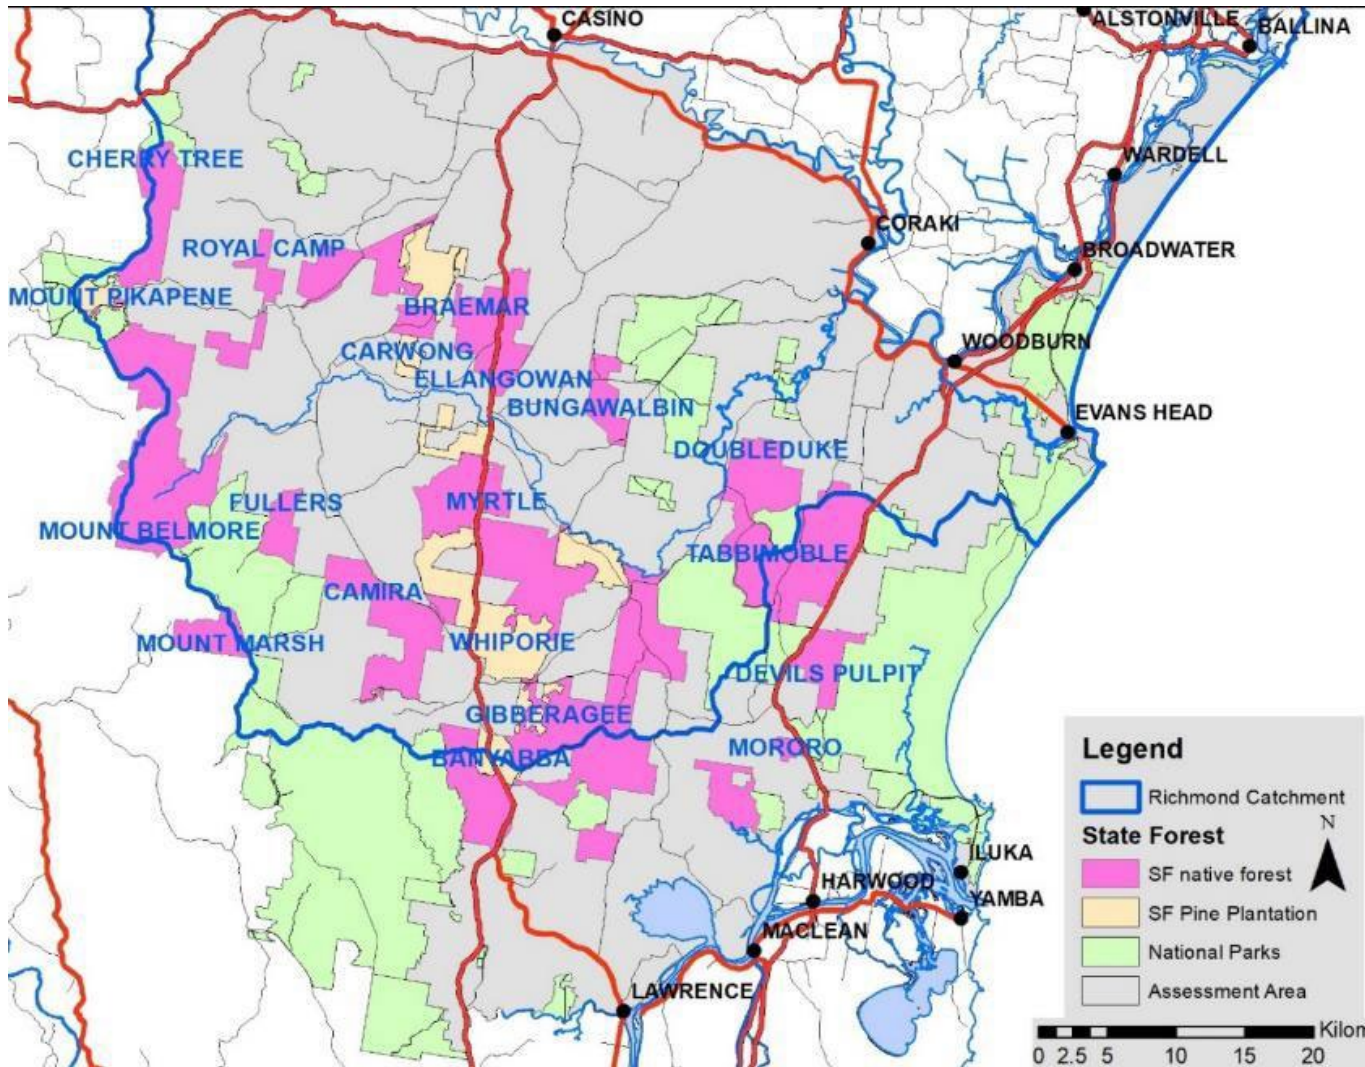 CASINO
ALSTONVILLE
BALLINA
CHERRY TREE
WARDELL
CORAKI
ROYAL CAMP
BROADWATER
MOUNT PIKAPENE
BRAEMAR
WOODBURN
CARWONG
ELLANGOWAN
BUNGAWALBIN
EVANS HEAD
DOUBLEDUKE
FULLERS
MYRTLE
MOUNT BELMORE
TABBIMOBLE
CAMIRA
MOUNT MARSH
WHIPORIE
DEVILS PULPIT
GIBBERAGEE
MORORO
BANYABBA
ILUKA
HARWOOD
YAMBA
MACLEAN
LAWRENCE
Legend
Richmond Catchment
State Forest
N
SF native forest
SF Pine Plantation
National Parks
Assessment Area
Kilom
0 2.5 5 10 15 20